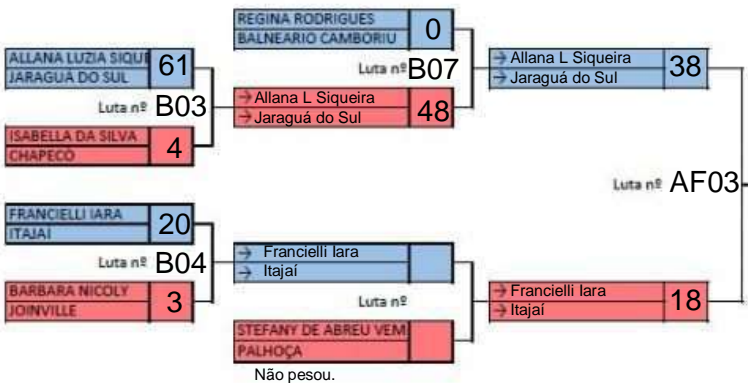 REGINA RODRIGUES
BALNEARIO CAMBORIU
0
ALLANA LUZIA SIQUE
JARAGUÁ DO SUL
61
Luta nº B07
→ Allana L Siqueira
→ Jaraguá do Sul
38
Luta nº B03
→ Allana L Siqueira
→ Jaraguá do Sul
48
ISABELLA DA SILVA
CHAPECÓ
4
Luta nº AF03
FRANCIELLI IARA
ITAJAÍ
20
Luta nº B04
→ Francielli Iara
→ Itajaí
BARBARA NICOLY
JOINVILLE
3
Luta nº
→ Francielli Iara
→ Itajaí
18
STEFANY DE ABREU VEM
PALHOÇA
Não pesou.